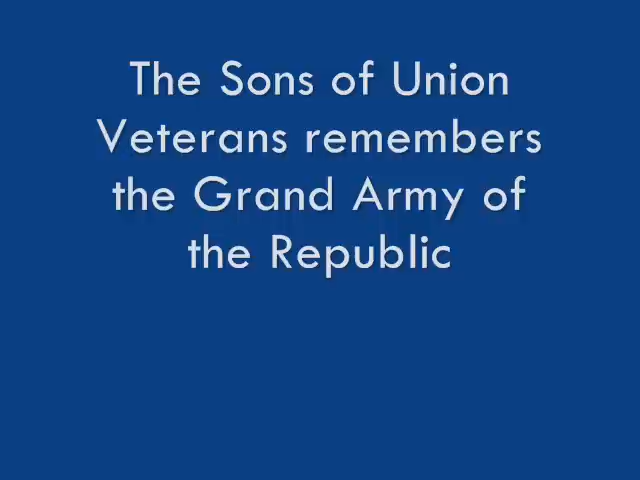 The Sons of Union
Veterans remembers
the Grand Army of
the Republic